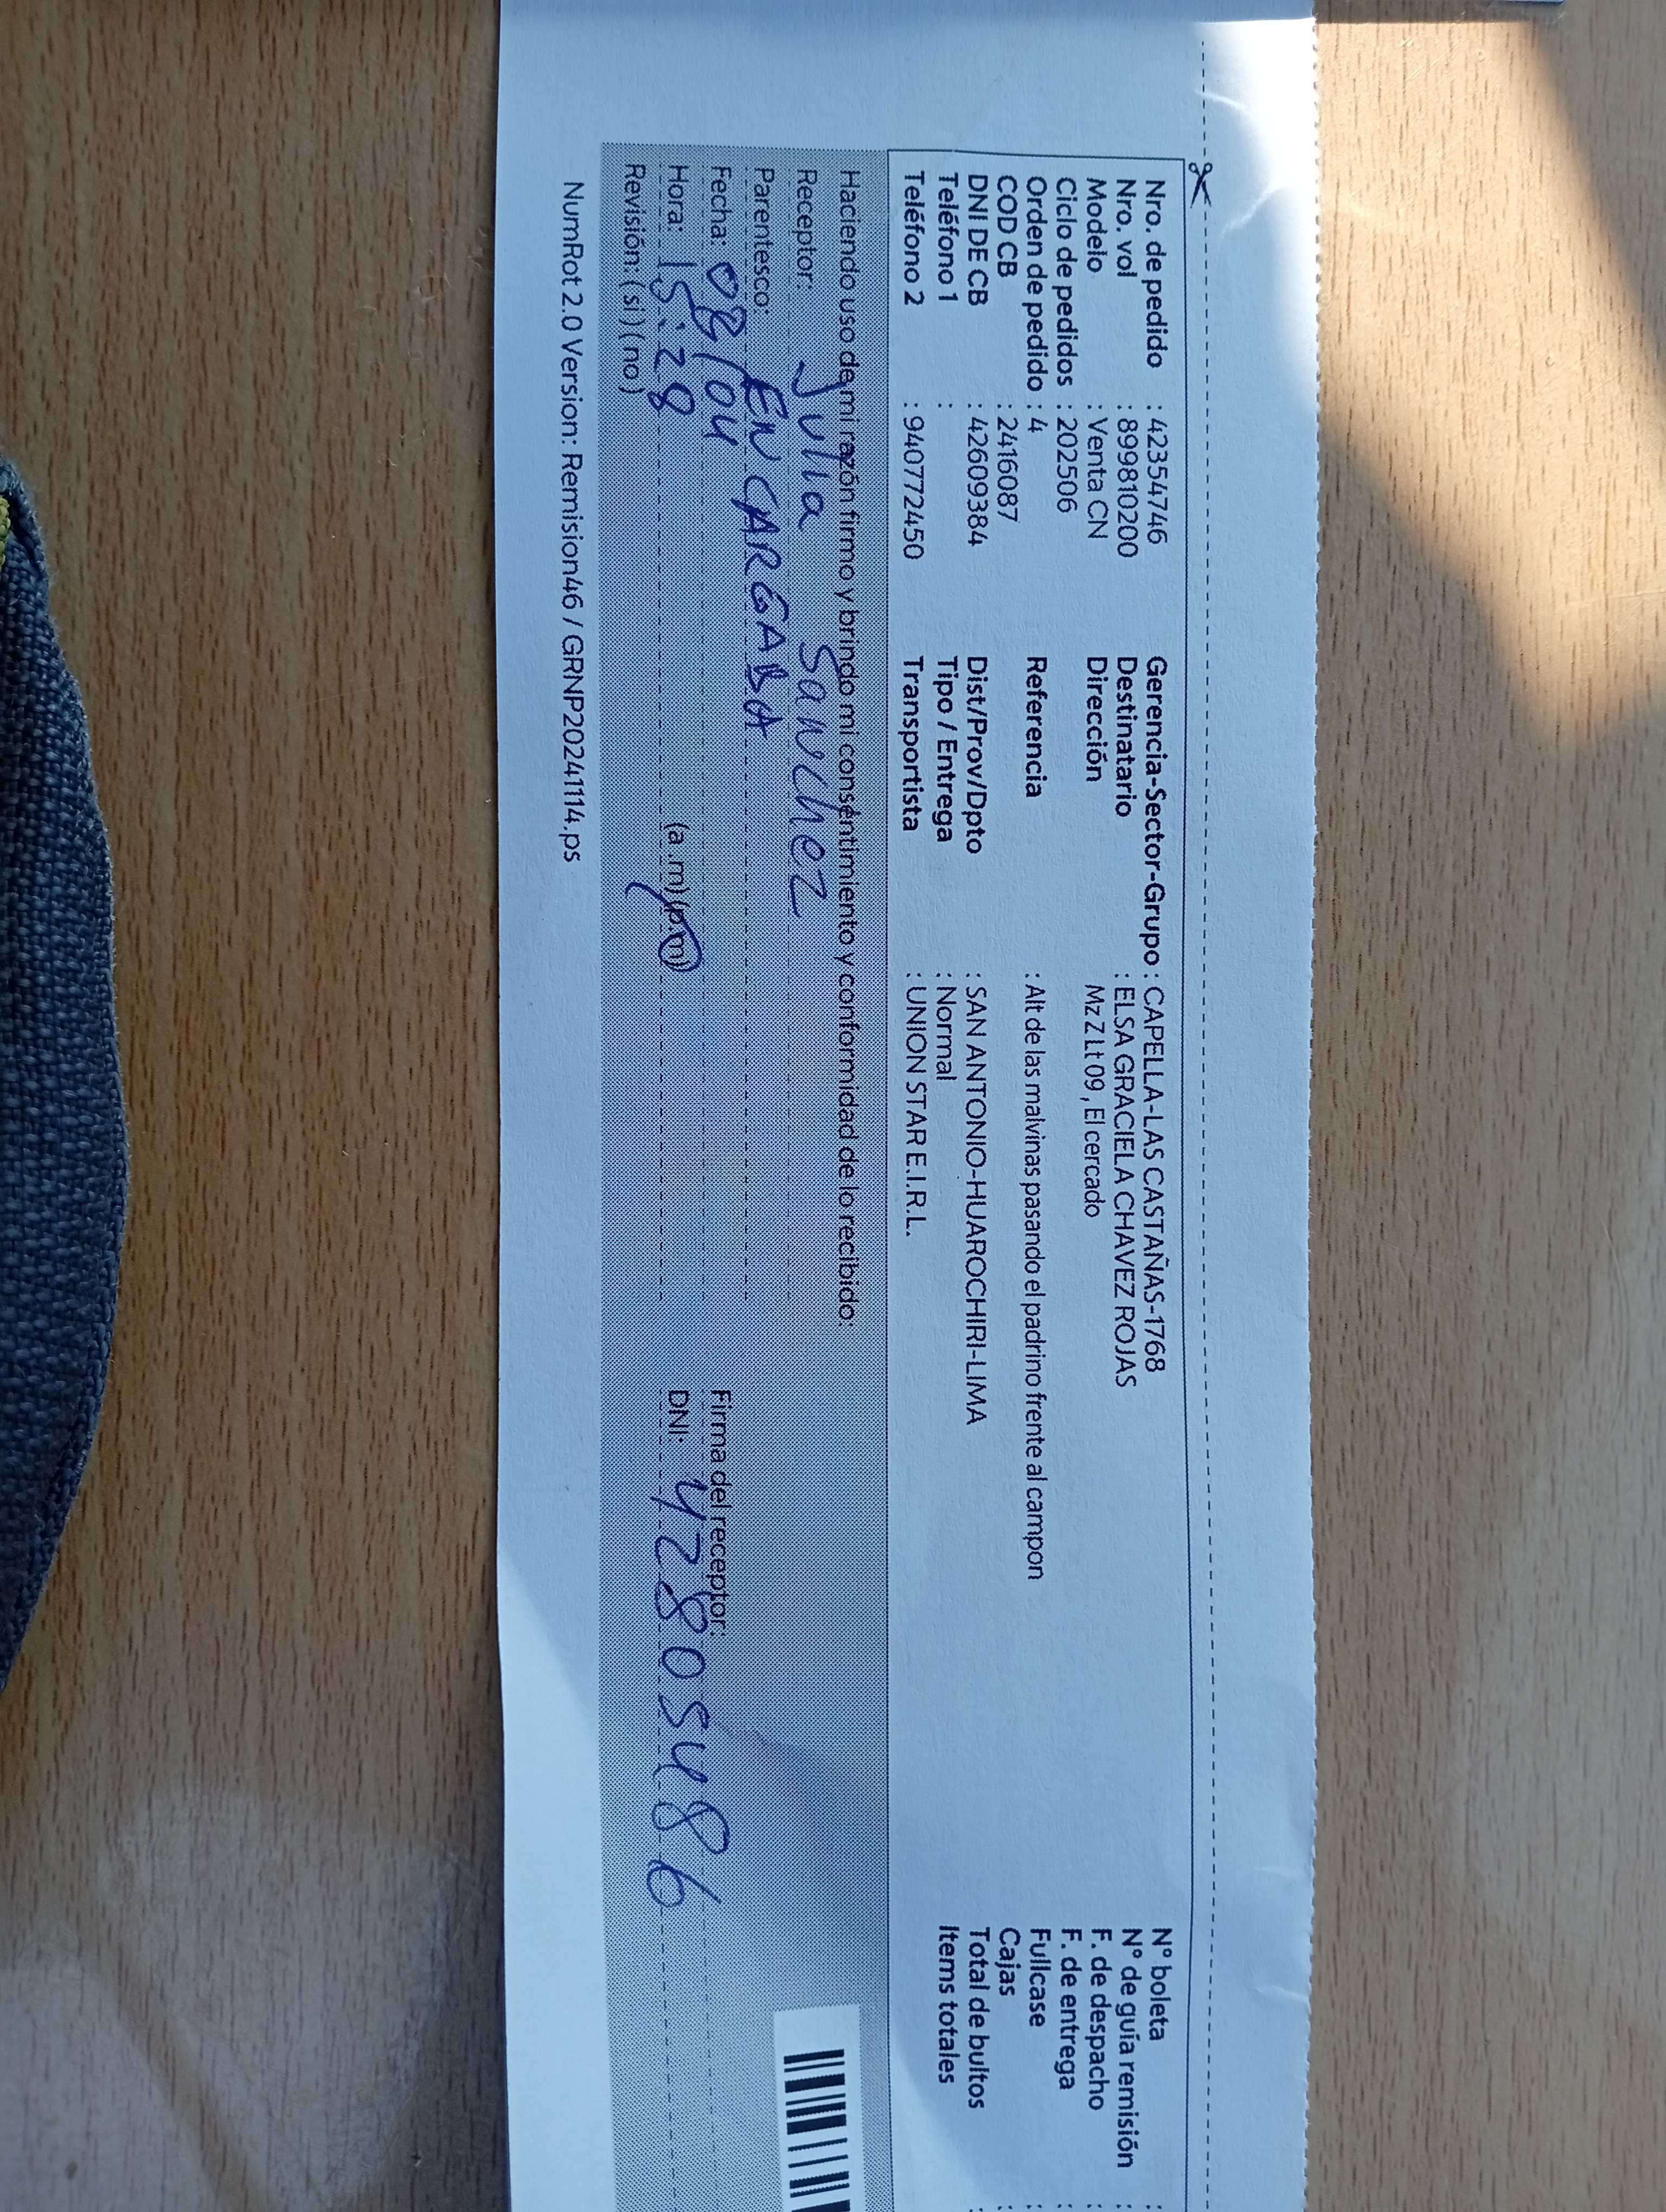 Nro. de pedido : 42354746 Gerencia-Sector-Grupo : CAPELLA-LAS CASTAÑAS-1768 N° boleta :
Nro. vol : 899810200 Destinatario : ELSA GRACIELA CHAVEZ ROJAS N° de guía remisión :
Modelo : Venta CN Dirección Mz Z Lt 09 , El cercado F. de despacho :
Ciclo de pedidos : 202506 F. de entrega :
Orden de pedido : 4 Referencia : Alt de las malvinas pasando el padrino frente al campon Fullcase :
COD CB : 2416087 Cajas :
DNI DE CB : 42609384 Dist/Prov/Dpto : SAN ANTONIO-HUAROCHIRI-LIMA Total de bultos :
Teléfono 1 : Tipo / Entrega : Normal Items totales
Teléfono 2 : 940772450 Transportista : UNION STAR E.I.R.L.
Haciendo uso de mi razón firmo y brindo mi consentimiento y conformidad de lo recibido:
Receptor: Julia Sanchez
Parentesco: ENCARGADA
Fecha: 08/04 Firma del receptor:
Hora: 15:28 (a .m) (p.m) DNI: 42805486
Revisión: ( si ) ( no )
NumRot 2.0 Version: Remision46 / GRNP20241114.ps